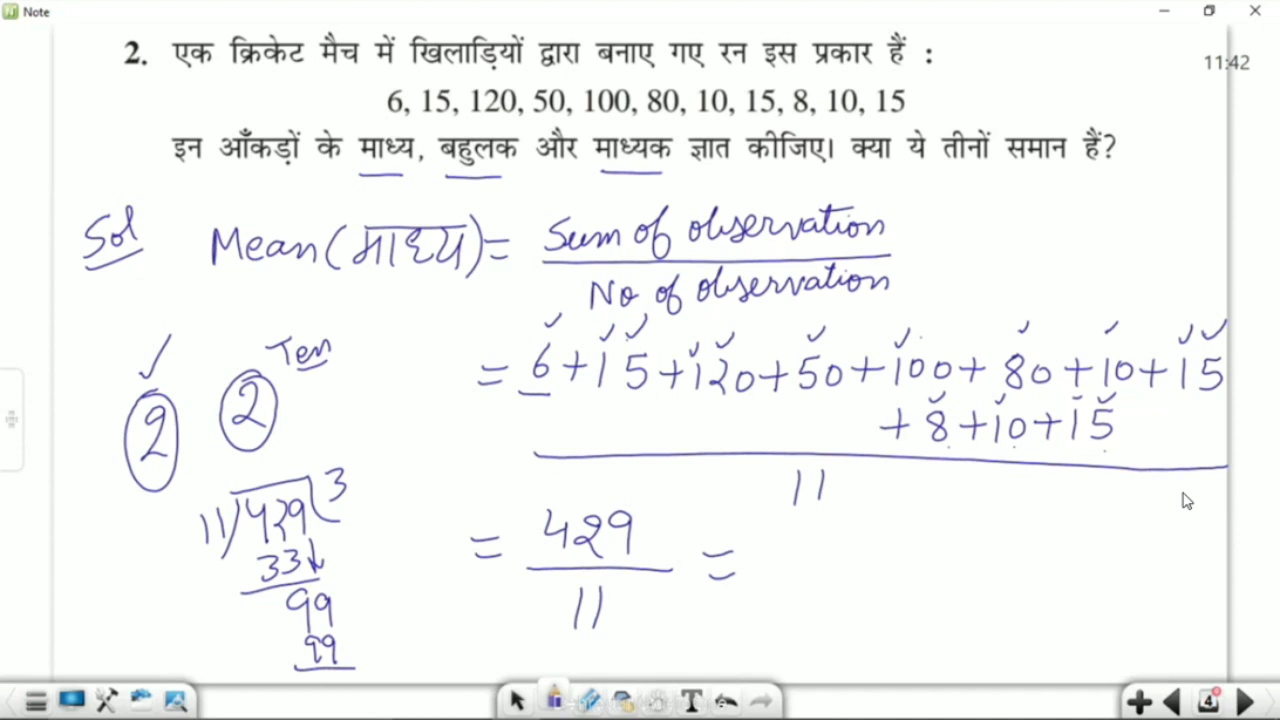 Note
11:42
2. एक क्रिकेट मैच में खिलाड़ियों द्वारा बनाए गए रन इस प्रकार हैं :
6, 15, 120, 50, 100, 80, 10, 15, 8, 10, 15
इन आँकड़ों के माध्य, बहुलक और माध्यक ज्ञात कीजिए। क्या ये तीनों समान हैं?
Sol Mean (माध्य) = Sum of observation
No of observation
= 6+15+120+50+100+80+10+15
+8+10+15
11
Ten
2 2
11)429(3
33
99
99
= 429 =
11
4